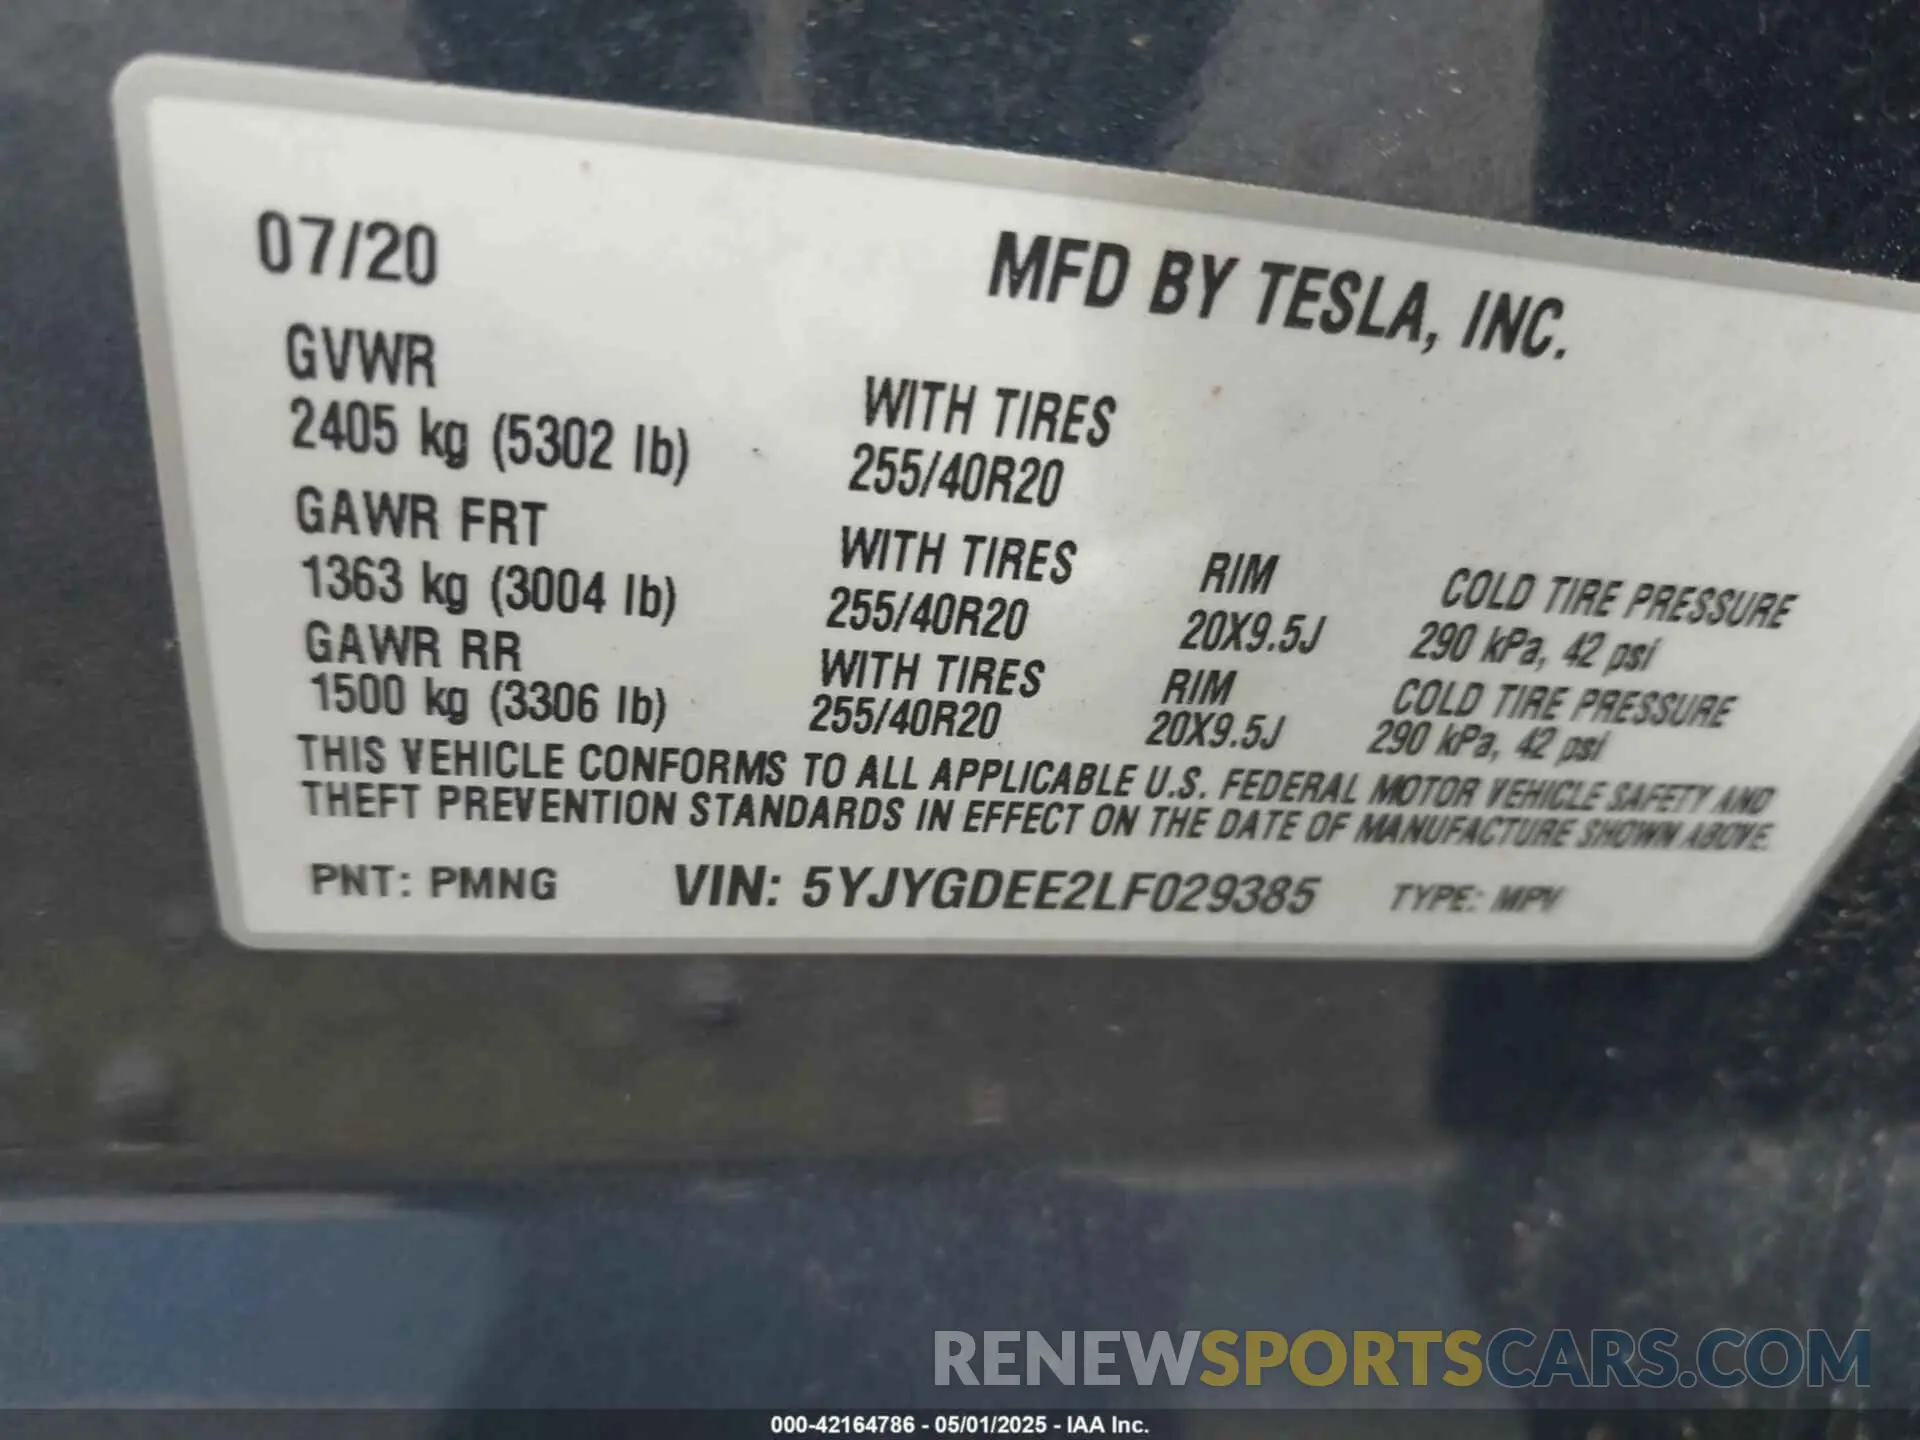 07/20
MFD BY TESLA, INC.
GVWR
2405 kg (5302 lb)
WITH TIRES
255/40R20
GAWR FRT WITH TIRES RIM COLD TIRE PRESSURE
1363 kg (3004 lb) 255/40R20 20X9.5J 290 kPa, 42 psi
GAWR RR WITH TIRES RIM COLD TIRE PRESSURE
1500 kg (3306 lb) 255/40R20 20X9.5J 290 kPa, 42 psi
THIS VEHICLE CONFORMS TO ALL APPLICABLE U.S. FEDERAL MOTOR VEHICLE SAFETY AND
THEFT PREVENTION STANDARDS IN EFFECT ON THE DATE OF MANUFACTURE SHOWN ABOVE.
PNT: PMNG VIN: 5YJYGDEE2LF029385 TYPE: MPV
RENEWSPORTSCARS.COM
000-42164786 - 05/01/2025 - IAA Inc.